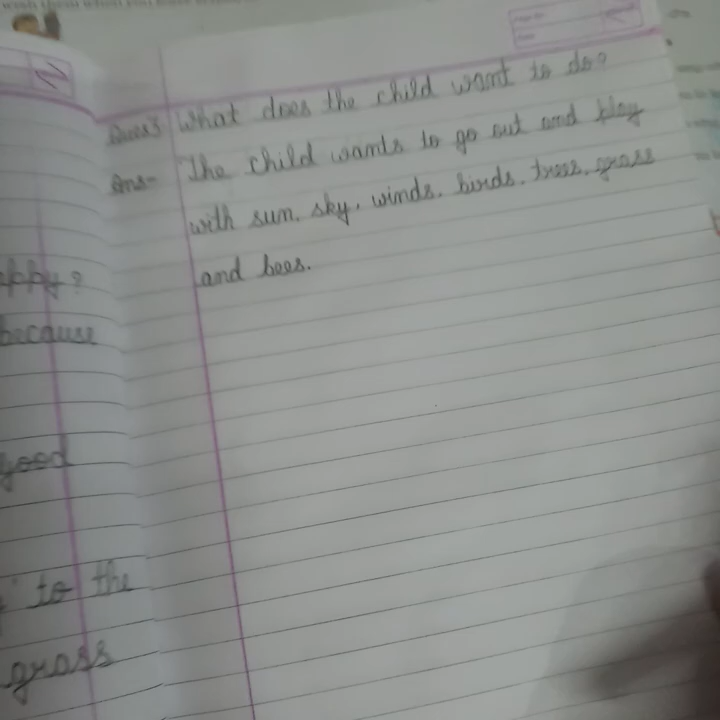 appy?
because
good
to the
grass
Ques3 What does the child want to do?
Ans- The child wants to go out and play
with sun, sky, winds, birds, trees, grass
and bees.